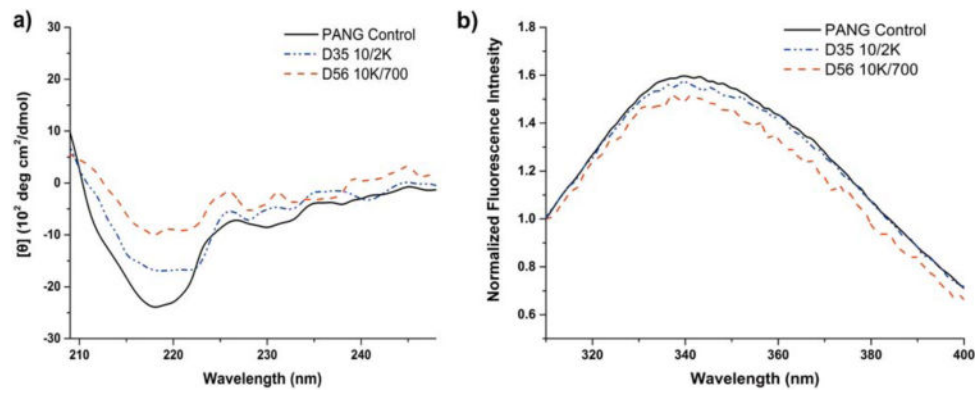 a)
PANG Control
D35 10/2K
D56 10K/700
[θ] (10² deg cm²/dmol)
30
20
10
0
-10
-20
-30
210
220
230
240
Wavelength (nm)
b)
PANG Control
D35 10/2K
D56 10K/700
Normalized Fluorescence Intnesity
1.8
1.6
1.4
1.2
1.0
0.8
0.6
320
340
360
380
400
Wavelength (nm)